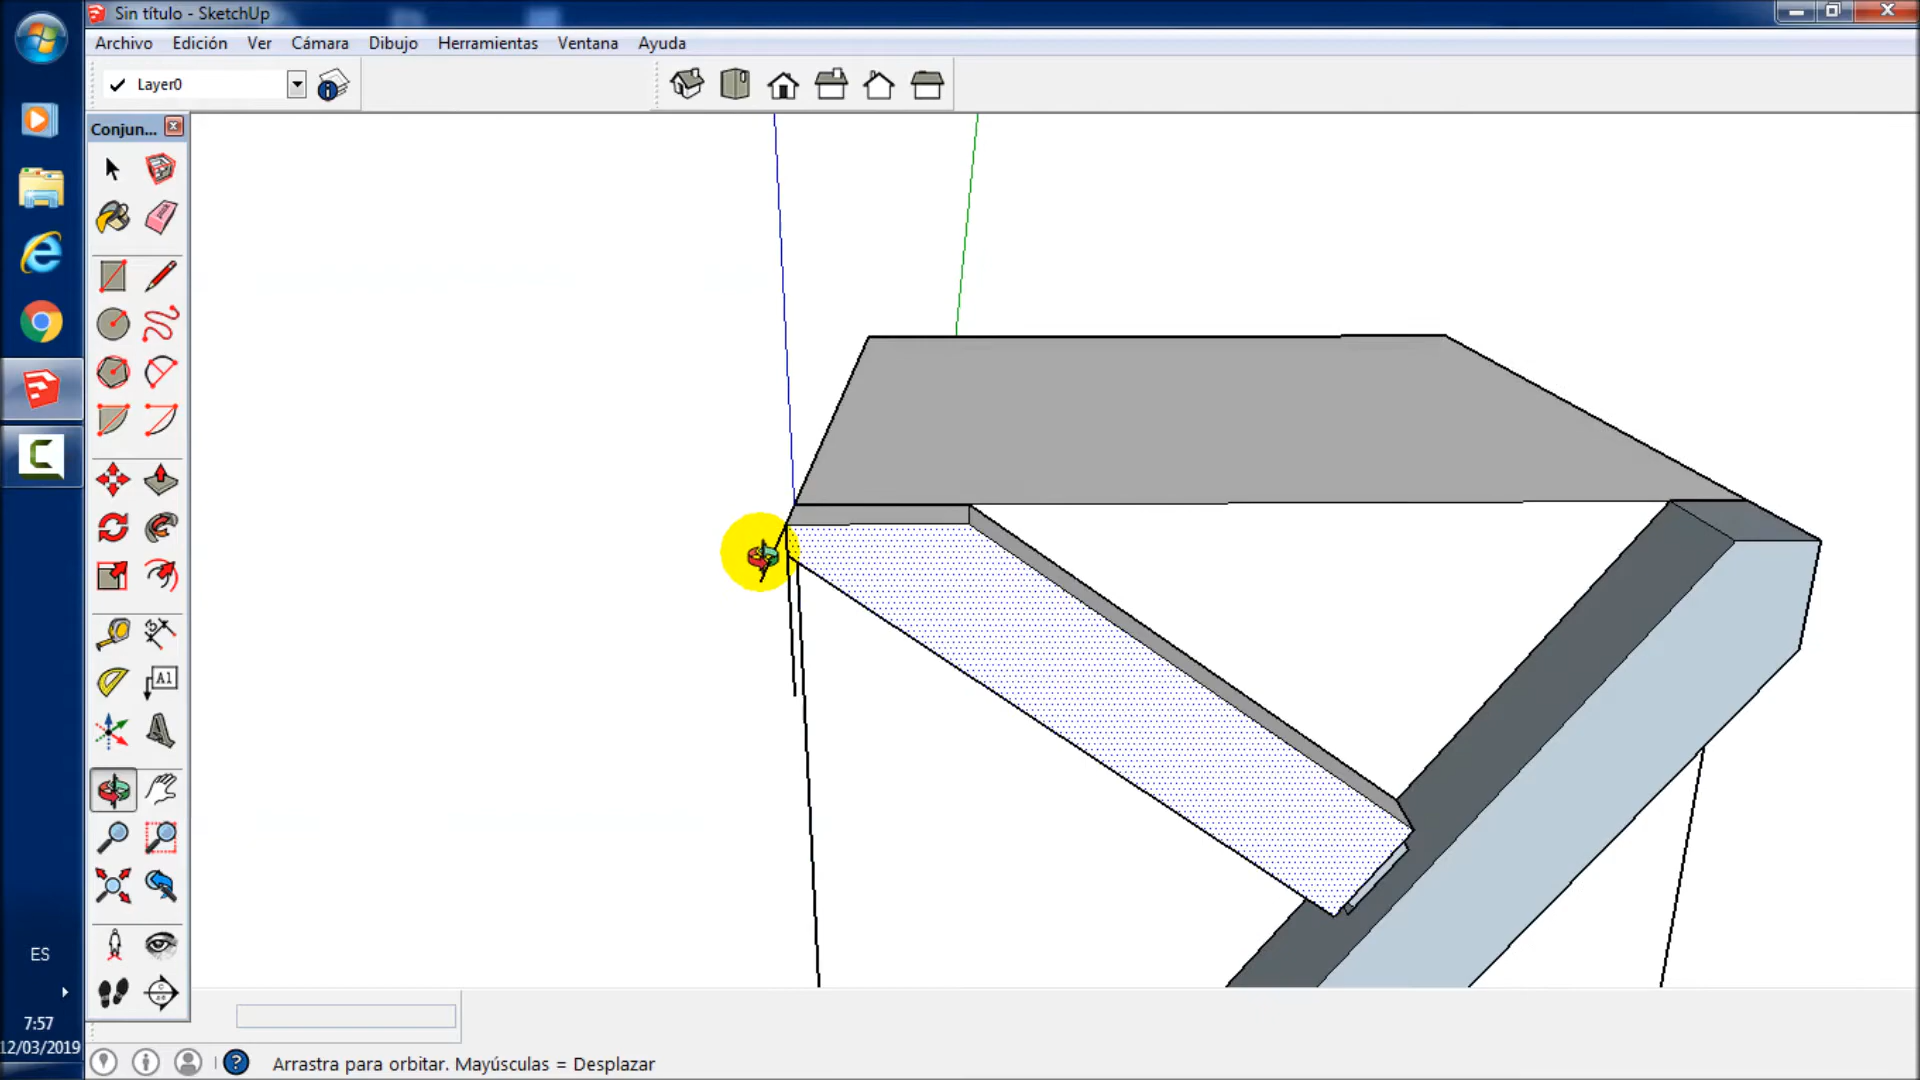 Sin título - SketchUp
Archivo Edición Ver Cámara Dibujo Herramientas Ventana Ayuda
Layer0
Conjun...
A1
ES
7:57
12/03/2019
Arrastra para orbitar. Mayúsculas = Desplazar